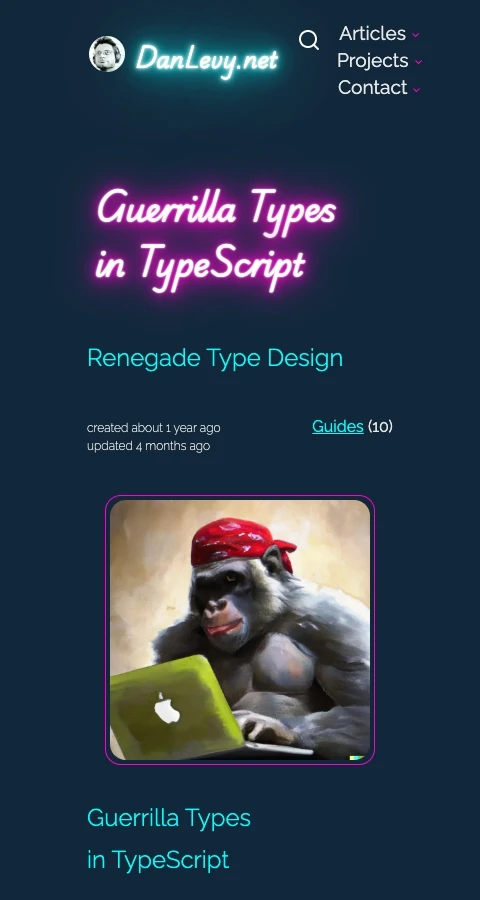 DanLevy.net
Articles
Projects
Contact
Guerrilla Types
in TypeScript
Renegade Type Design
created about 1 year ago
updated 4 months ago
Guides (10)
Guerrilla Types
in TypeScript